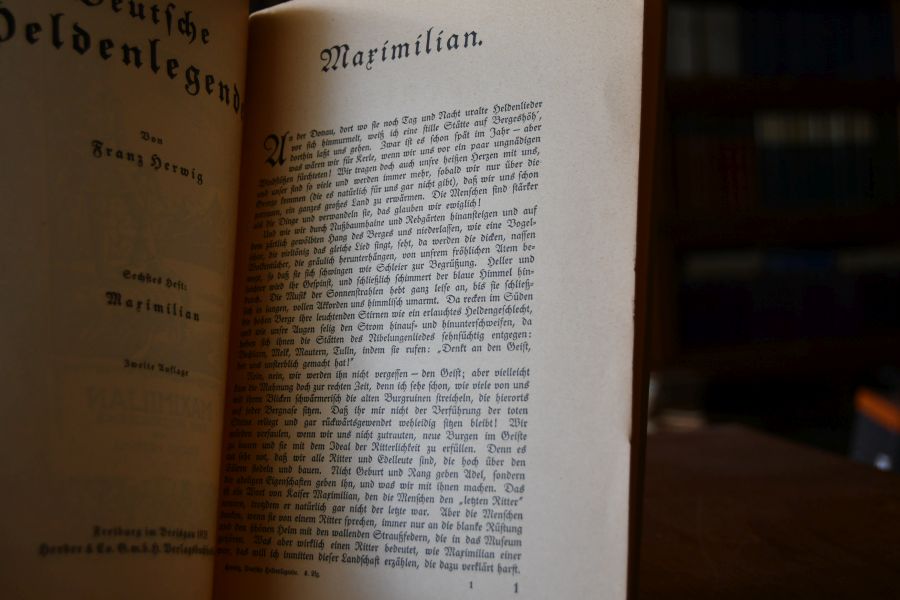 Deutsche
Heldenlegende
Von
Franz Herwig
Sechstes Heft:
Maximilian
Zweite Auflage
Freiburg im Breisgau
Herder & Co. G.m.b.H. Verlagsbuchh
Maximilian.
An der Donau, dort wo sie noch Tag und Nacht uralte Heldenlieder
vor sich hinmurmelt, weiß ich eine stille Stätte auf Bergeshöh',
dorthin laßt uns gehen. Zwar ist es schon spät im Jahr – aber
was wären wir für Kerle, wenn wir uns vor ein paar ungnädigen
Windstößen fürchteten! Wir tragen doch auch unsre heißen Herzen mit uns,
und unser sind so viele und werden immer mehr, sobald wir nur über die
Grenze kommen (die es natürlich für uns gar nicht gibt), daß wir uns schon
getrauen, ein ganzes großes Land zu erwärmen. Die Menschen sind stärker
als die Dinge und verwandeln sie, das glauben wir ewiglich!
Und wie wir durch Nußbaumhaine und Rebgärten hinansteigen und auf
dem zärtlich gewölbten Hang des Berges uns niederlassen, wie eine Vogel-
schar, die vieltönig das gleiche Lied singt, seht, da werden die dicken, nassen
Wolkentücher, die gräulich herunterhängen, von unsrem fröhlichen Atem be-
wegt, so daß sie sich schwingen wie Schleier zur Begrüßung. Heller und
leichter wird ihr Gespinst, und schließlich schimmert der blaue Himmel hin-
durch. Die Musik der Sonnenstrahlen hebt ganz leise an, bis sie schließ-
lich in langen, vollen Akkorden uns himmlisch umarmt. Da recken im Süden
die hohen Berge ihre leuchtenden Stirnen wie ein erlauchtes Heldengeschlecht,
und wie unsre Augen selig den Strom hinauf- und hinunterschweifen, da
heben sich ihnen die Stätten des Nibelungenliedes sehnsüchtig entgegen:
Bechlarn, Melk, Mautern, Tulln, indem sie rufen: „Denkt an den Geist,
der uns unsterblich gemacht hat!"
Nein, nein, wir werden ihn nicht vergessen – den Geist; aber vielleicht
kam die Mahnung doch zur rechten Zeit, denn ich sehe schon, wie viele von uns
mit ihren Blicken schwärmerisch die alten Burgruinen streicheln, die hierorts
auf jeder Bergnase sitzen. Daß ihr mir nicht der Verführung der toten
Steine erliegt und gar rückwärtsgewendet wehleidig sitzen bleibt! Wir
würden verfaulen, wenn wir uns nicht zutrauten, neue Burgen im Geiste
zu bauen und sie mit dem Ideal der Ritterlichkeit zu erfüllen. Denn es
ist sehr not, daß wir alle Ritter und Edelleute sind, die hoch über den
Tälern siedeln und bauen. Nicht Geburt und Rang geben Adel, sondern
die adeligen Eigenschaften geben ihn, und was wir mit ihnen machen. Das
ist ein Wort von Kaiser Maximilian, den die Menschen den „letzten Ritter"
nennen, trotzdem er natürlich gar nicht der letzte war. Aber die Menschen
denken, wenn sie von einem Ritter sprechen, immer nur an die blanke Rüstung
und den schönen Helm mit den wallenden Straußfedern, die in das Museum
gehören. Was aber wirklich einen Ritter bedeutet, wie Maximilian einer
war, das will ich inmitten dieser Landschaft erzählen, die dazu verklärt harft.
Herwig, Deutsche Heldenlegende. 6. Hg.
1 1